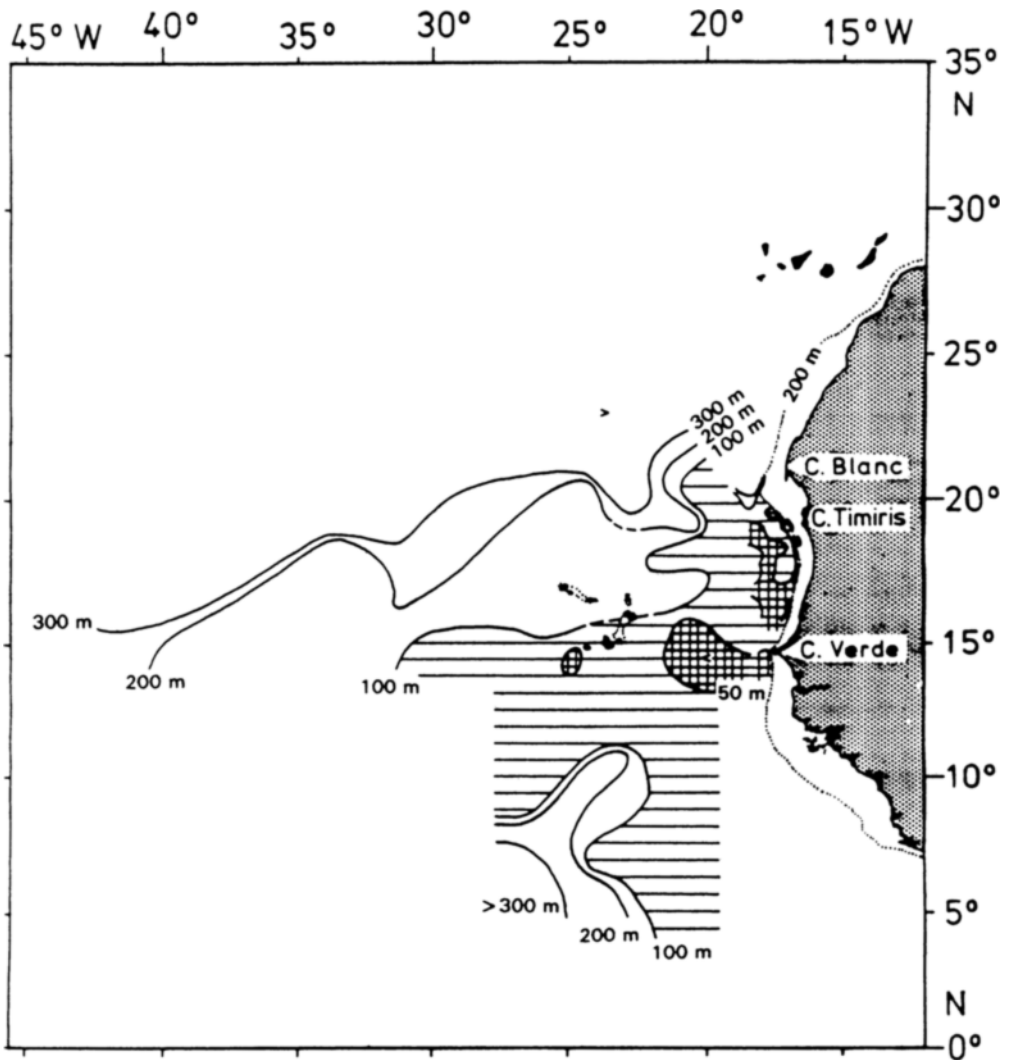 45° W 40° 35° 30° 25° 20° 15° W
35°
N
30°
25°
200 m
300 m
200 m
100 m
C. Blanc
20°
C. Timiris
300 m
15°
C. Verde
200 m
100 m
50 m
10°
>300 m
5°
200 m
100 m
N
0°